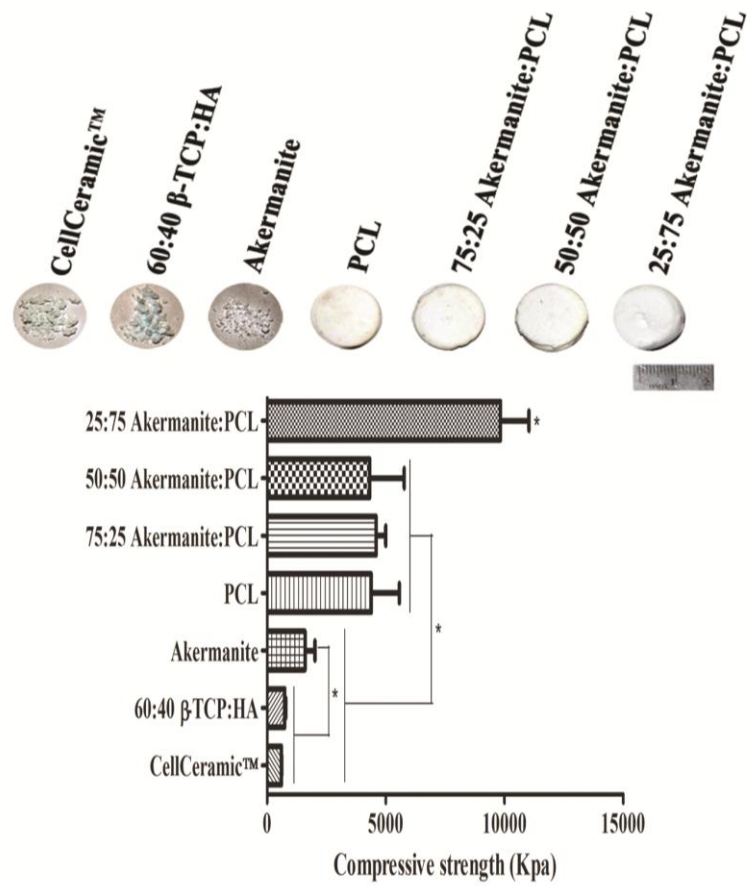 CellCeramic™
60:40 β-TCP:HA
Akermanite
PCL
75:25 Akermanite:PCL
50:50 Akermanite:PCL
25:75 Akermanite:PCL
25:75 Akermanite:PCL
*
50:50 Akermanite:PCL
75:25 Akermanite:PCL
PCL
*
Akermanite
*
60:40 β-TCP:HA
CellCeramic™
0 5000 10000 15000
Compressive strength (Kpa)